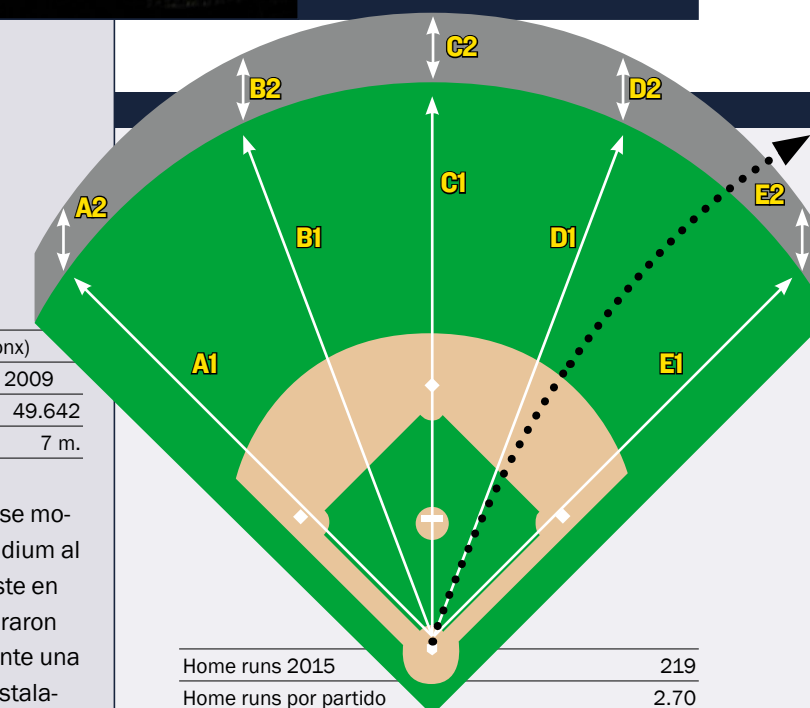 C2
B2
D2
C1
E2
A2
B1
D1
A1
E1
onx)
2009
49.642
7 m.
se mo-
dium al
ste en
raron
nte una
stala-
Home runs 2015 219
Home runs por partido 2.70